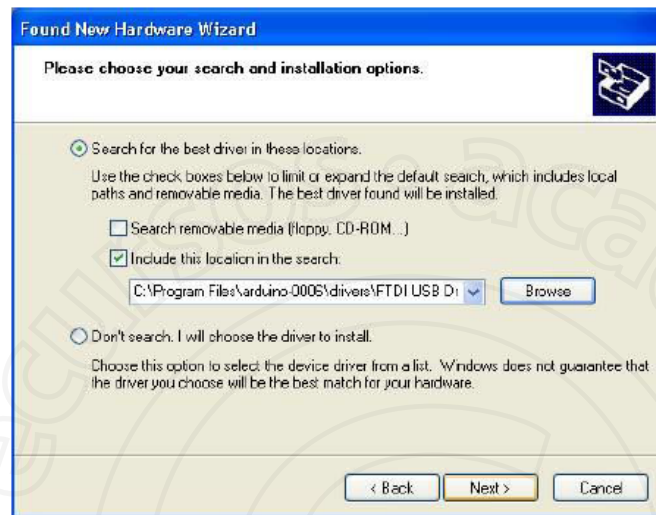 Found New Hardware Wizard
Please choose your search and installation options.
Search for the best driver in these locations.
Use the check boxes below to limit or expand the default search, which includes local
paths and removable media. The best driver found will be installed.
Search removable media (floppy, CD-ROM...)
Include this location in the search:
C:\Program Files\arduino-0006\drivers\FTDI USB Dr
Browse
Don't search. I will choose the driver to install.
Choose this option to select the device driver from a list. Windows does not guarantee that
the driver you choose will be the best match for your hardware.
< Back
Next >
Cancel